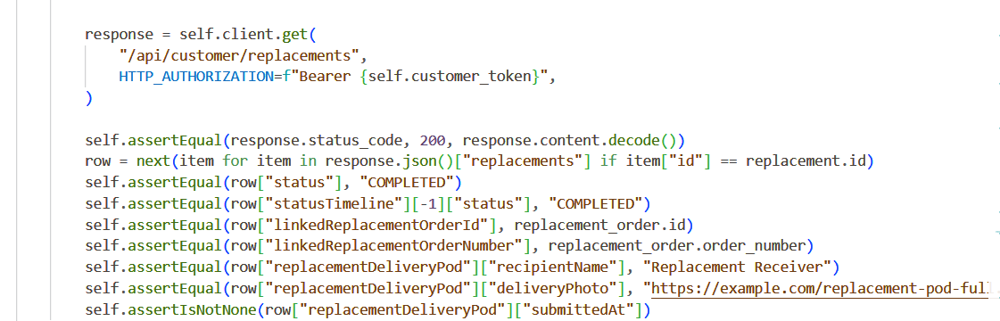 response = self.client.get(
"/api/customer/replacements",
HTTP_AUTHORIZATION=f"Bearer {self.customer_token}",
)
self.assertEqual(response.status_code, 200, response.content.decode())
row = next(item for item in response.json()["replacements"] if item["id"] == replacement.id)
self.assertEqual(row["status"], "COMPLETED")
self.assertEqual(row["statusTimeline"][-1]["status"], "COMPLETED")
self.assertEqual(row["linkedReplacementOrderId"], replacement_order.id)
self.assertEqual(row["linkedReplacementOrderNumber"], replacement_order.order_number)
self.assertEqual(row["replacementDeliveryPod"]["recipientName"], "Replacement Receiver")
self.assertEqual(row["replacementDeliveryPod"]["deliveryPhoto"], "https://example.com/replacement-pod-full
self.assertIsNotNone(row["replacementDeliveryPod"]["submittedAt"])